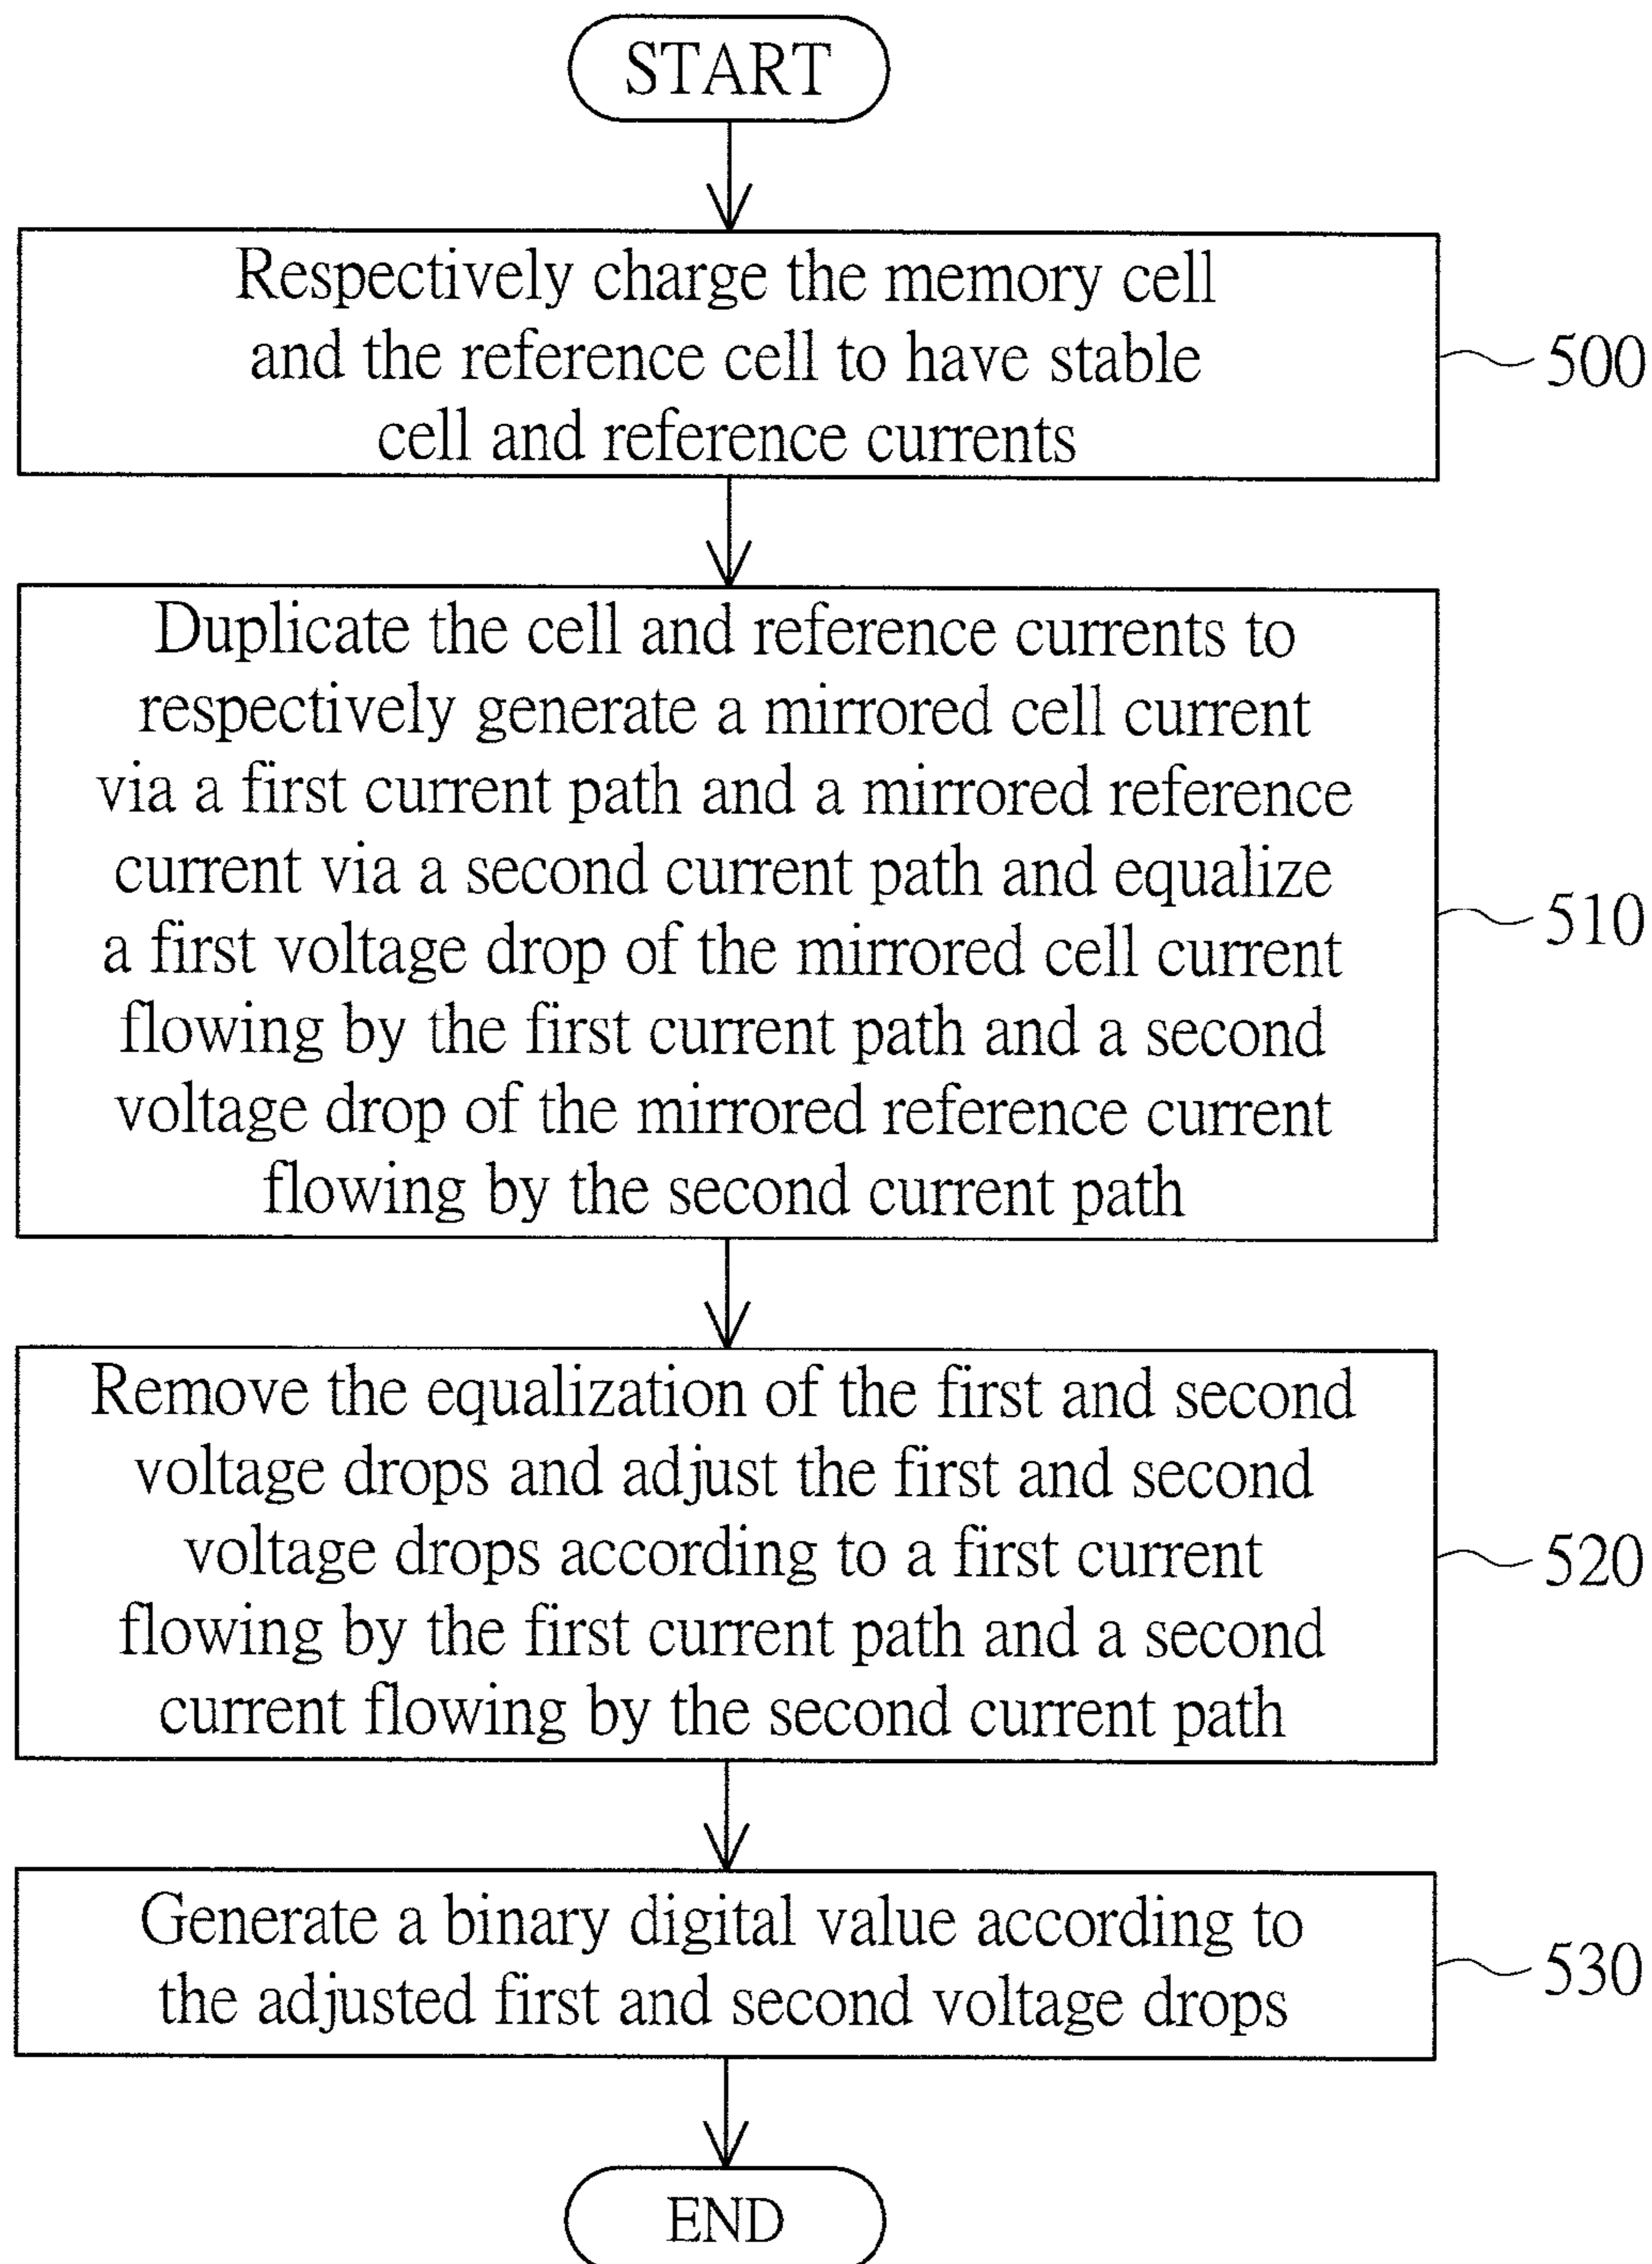 START
Respectively charge the memory cell
and the reference cell to have stable
cell and reference currents
500
Duplicate the cell and reference currents to
respectively generate a mirrored cell current
via a first current path and a mirrored reference
current via a second current path and equalize
a first voltage drop of the mirrored cell current
flowing by the first current path and a second
voltage drop of the mirrored reference current
flowing by the second current path
510
Remove the equalization of the first and second
voltage drops and adjust the first and second
voltage drops according to a first current
flowing by the first current path and a second
current flowing by the second current path
520
Generate a binary digital value according to
the adjusted first and second voltage drops
530
END